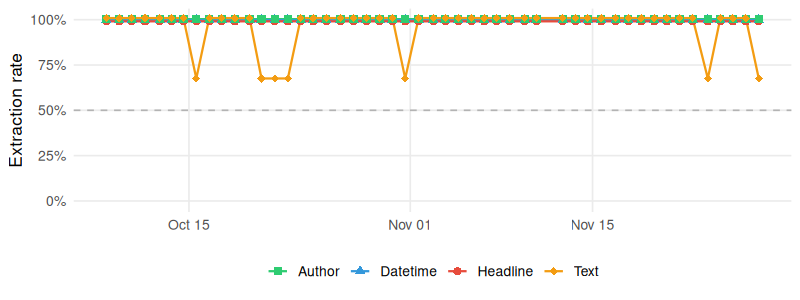 100%
75%
50%
25%
0%
Extraction rate
Oct 15 Nov 01 Nov 15
Author Datetime Headline Text